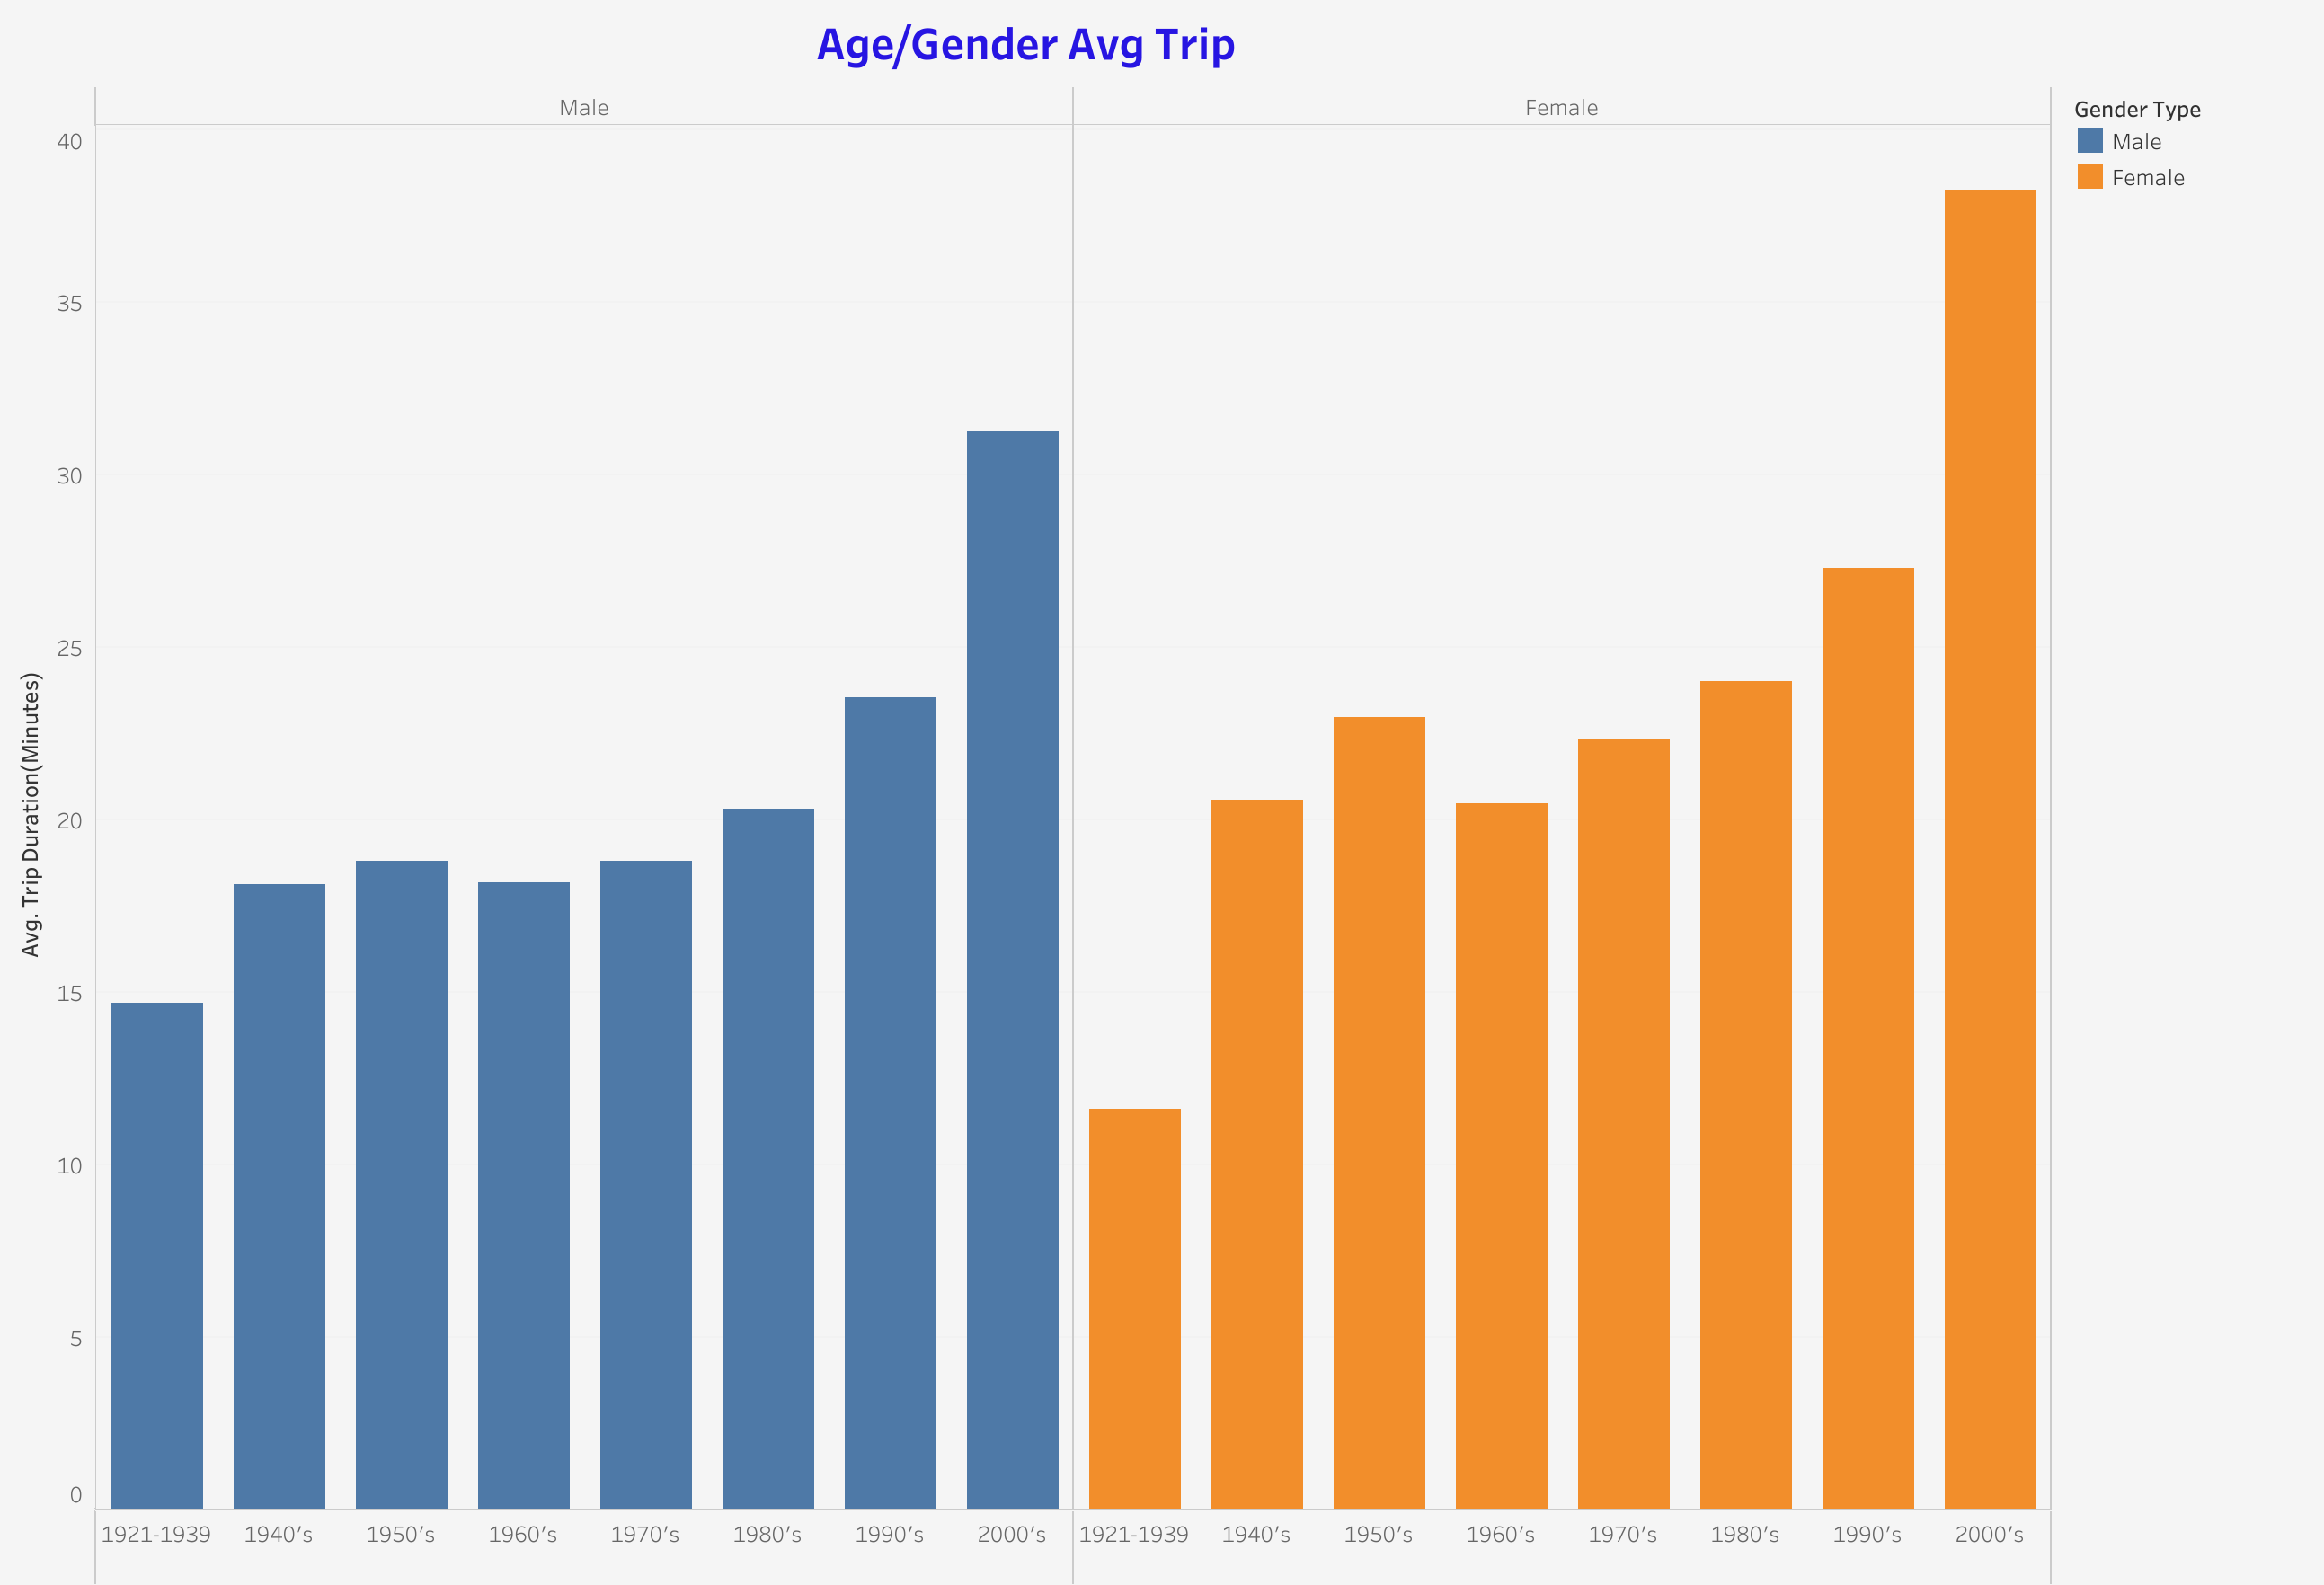 Age/Gender Avg Trip
Male
Female
Gender Type
Male
Female
Avg. Trip Duration(Minutes)
40
35
30
25
20
15
10
5
0
1921-1939 1940's 1950's 1960's 1970's 1980's 1990's 2000's 1921-1939 1940's 1950's 1960's 1970's 1980's 1990's 2000's